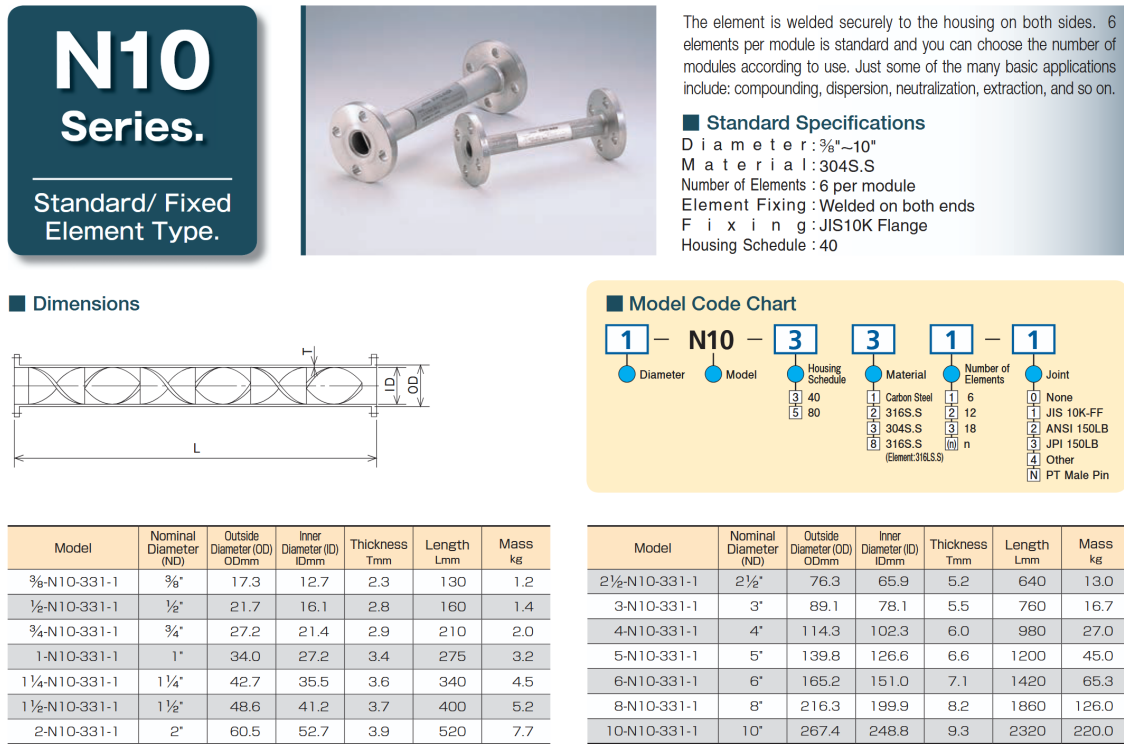 N10
Series.
Standard/ Fixed
Element Type.
The element is welded securely to the housing on both sides. 6
elements per module is standard and you can choose the number of
modules according to use. Just some of the many basic applications
include: compounding, dispersion, neutralization, extraction, and so on.
■ Standard Specifications
Diameter:⅜"~10"
Material:304S.S
Number of Elements : 6 per module
Element Fixing : Welded on both ends
Fixing:JIS10K Flange
Housing Schedule : 40
■ Dimensions
T
ID
OD
L
■ Model Code Chart
1 – N10 – 3 3 1 – 1
Diameter Model Housing Schedule Material Number of Elements Joint
3 40 1 Carbon Steel 1 6 0 None
5 80 2 316S.S 2 12 1 JIS 10K-FF
3 304S.S 3 18 2 ANSI 150LB
8 316S.S (n) n 3 JPI 150LB
(Element:316LS.S) 4 Other
N PT Male Pin
Model Nominal Diameter (ND) Outside Diameter (OD) ODmm Inner Diameter (ID) IDmm Thickness Tmm Length Lmm Mass kg
⅜-N10-331-1 ⅜" 17.3 12.7 2.3 130 1.2
½-N10-331-1 ½" 21.7 16.1 2.8 160 1.4
¾-N10-331-1 ¾" 27.2 21.4 2.9 210 2.0
1-N10-331-1 1" 34.0 27.2 3.4 275 3.2
1¼-N10-331-1 1¼" 42.7 35.5 3.6 340 4.5
1½-N10-331-1 1½" 48.6 41.2 3.7 400 5.2
2-N10-331-1 2" 60.5 52.7 3.9 520 7.7
Model Nominal Diameter (ND) Outside Diameter (OD) ODmm Inner Diameter (ID) IDmm Thickness Tmm Length Lmm Mass kg
2½-N10-331-1 2½" 76.3 65.9 5.2 640 13.0
3-N10-331-1 3" 89.1 78.1 5.5 760 16.7
4-N10-331-1 4" 114.3 102.3 6.0 980 27.0
5-N10-331-1 5" 139.8 126.6 6.6 1200 45.0
6-N10-331-1 6" 165.2 151.0 7.1 1420 65.3
8-N10-331-1 8" 216.3 199.9 8.2 1860 126.0
10-N10-331-1 10" 267.4 248.8 9.3 2320 220.0